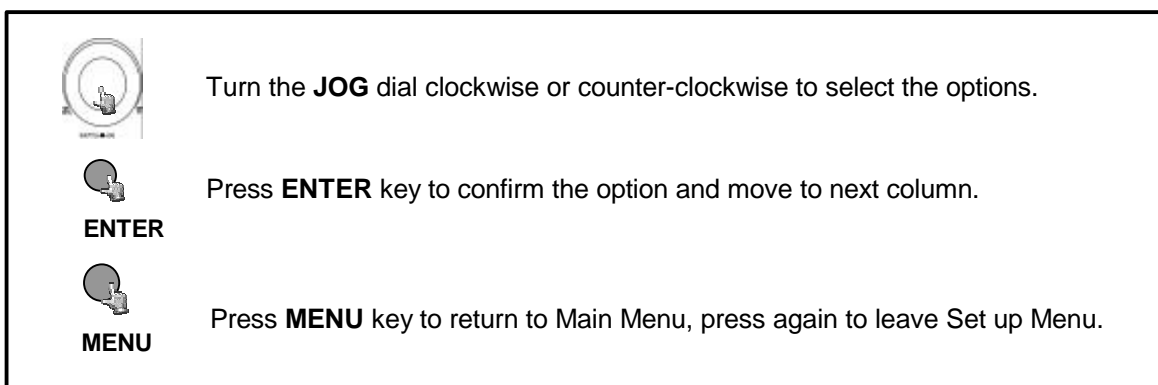 Turn the JOG dial clockwise or counter-clockwise to select the options.
Press ENTER key to confirm the option and move to next column.
ENTER
Press MENU key to return to Main Menu, press again to leave Set up Menu.
MENU